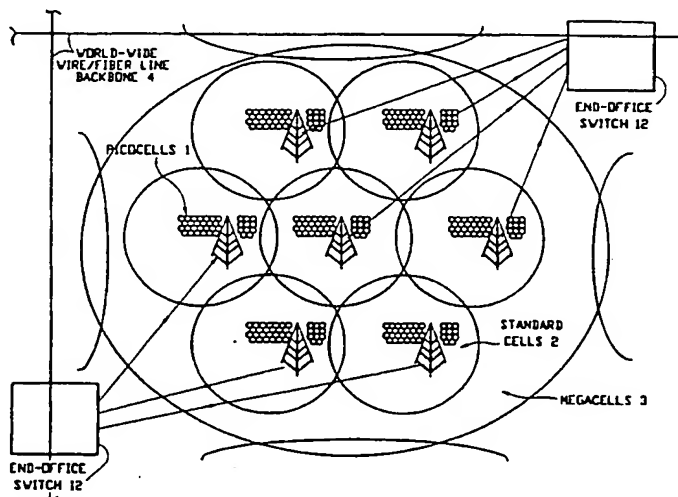 WORLD-WIDE
WIRE/FIBER LINE
BACKBONE 4
END-OFFICE
SWITCH 12
PICOCELLS 1
STANDARD
CELLS 2
MEGACELLS 3
END-OFFICE
SWITCH 12